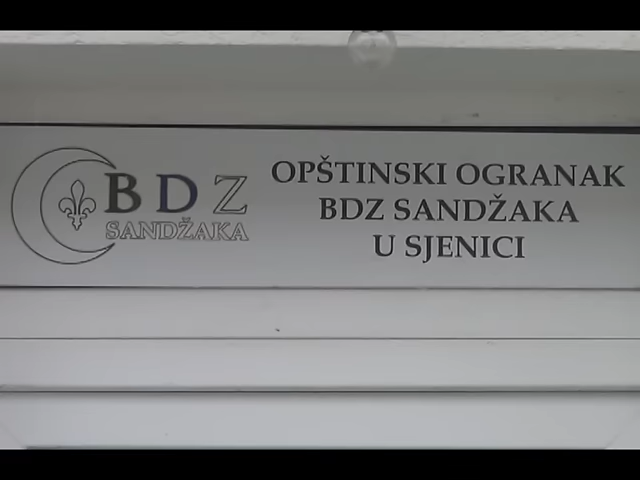 BDZ
SANDŽAKA
OPŠTINSKI OGRANAK
BDZ SANDŽAKA
U SJENICI